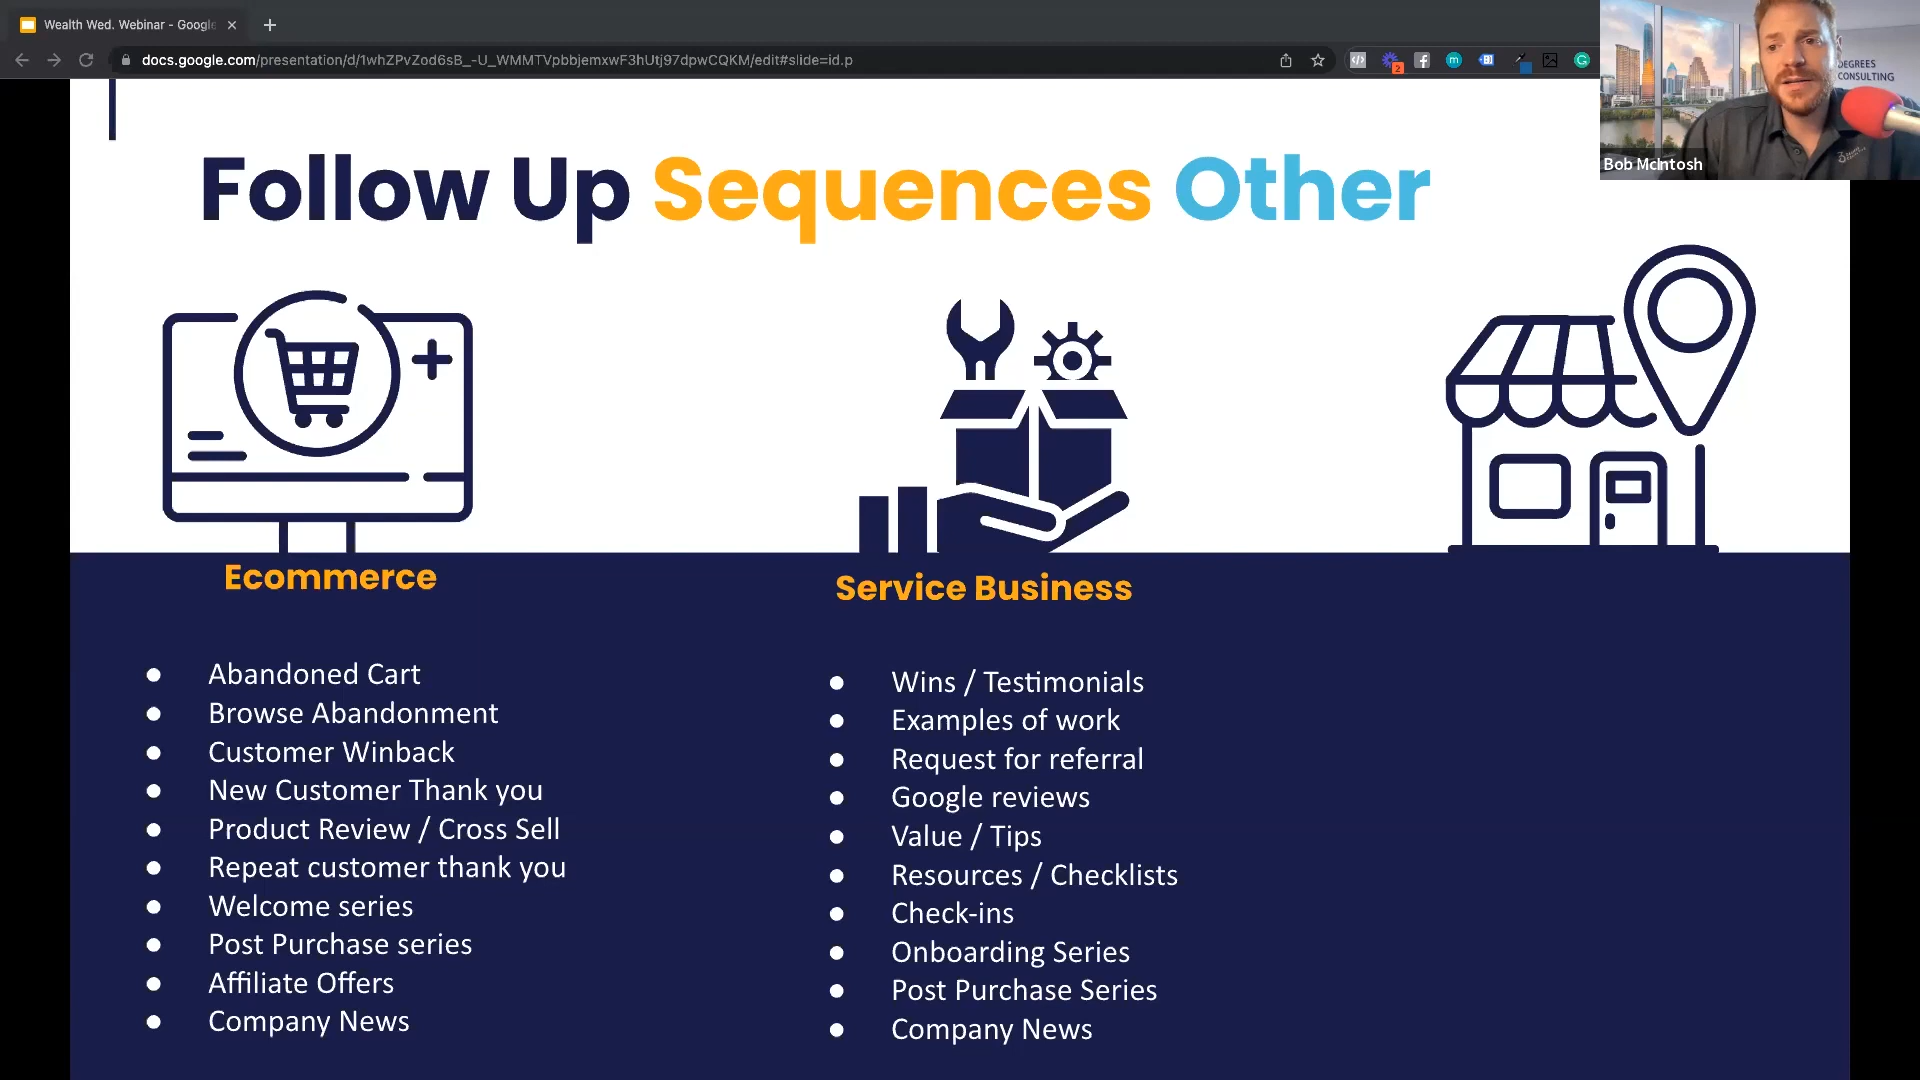 Wealth Wed. Webinar - Google
docs.google.com/presentation/d/1whZPvZod6sB_-U_WMMTVpbbjemxwF3hUtj97dpwCQKM/edit#slide=id.p
2
DEGREES
CONSULTING
Bob McIntosh
Follow Up Sequences Other
Ecommerce
Abandoned Cart
Browse Abandonment
Customer Winback
New Customer Thank you
Product Review / Cross Sell
Repeat customer thank you
Welcome series
Post Purchase series
Affiliate Offers
Company News
Service Business
Wins / Testimonials
Examples of work
Request for referral
Google reviews
Value / Tips
Resources / Checklists
Check-ins
Onboarding Series
Post Purchase Series
Company News